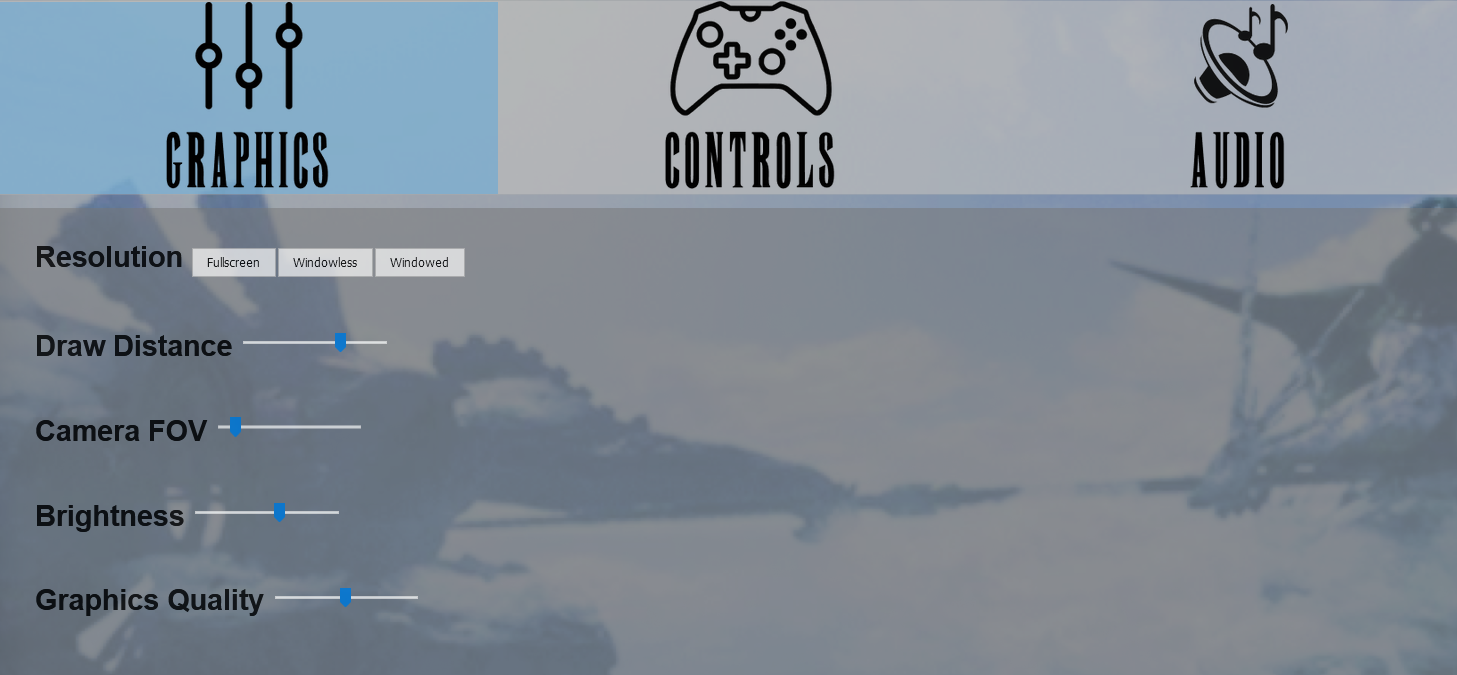 GRAPHICS CONTROLS AUDIO
Resolution Fullscreen Windowless Windowed
Draw Distance
Camera FOV
Brightness
Graphics Quality